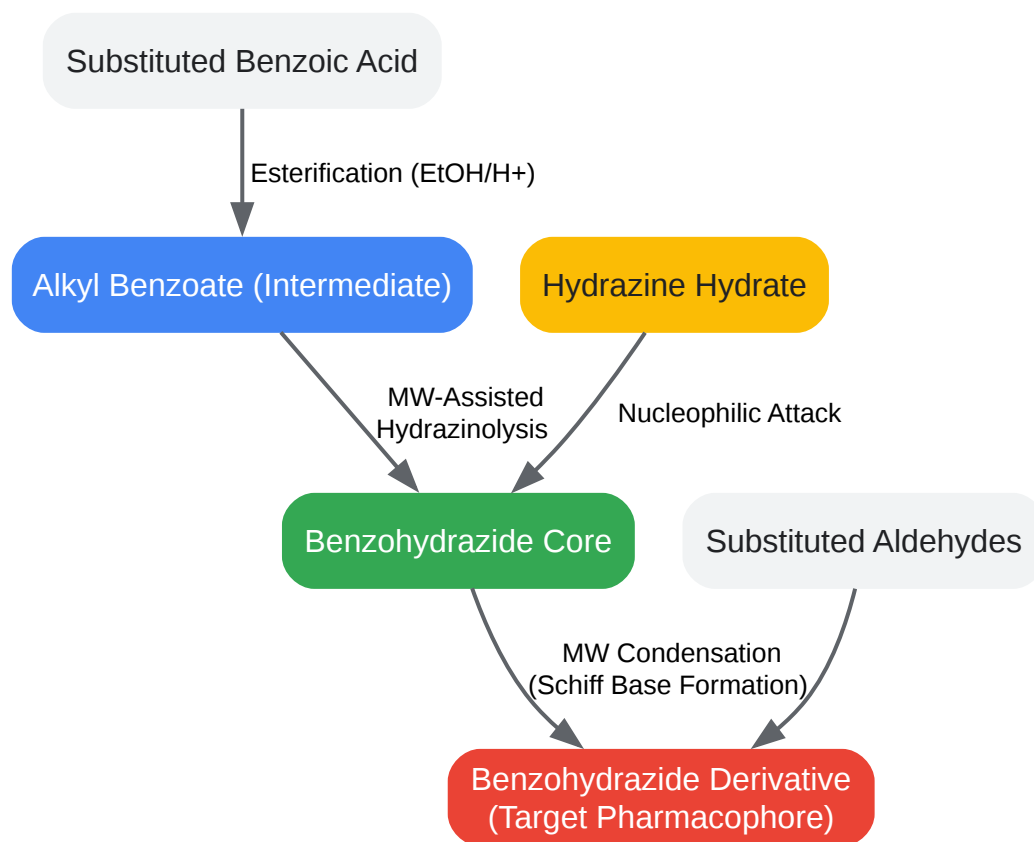 Substituted Benzoic Acid
Esterification (EtOH/H+)
Alkyl Benzoate (Intermediate)
Hydrazine Hydrate
MW-Assisted
Hydrazinolysis
Nucleophilic Attack
Benzohydrazide Core
Substituted Aldehydes
MW Condensation
(Schiff Base Formation)
Benzohydrazide Derivative
(Target Pharmacophore)